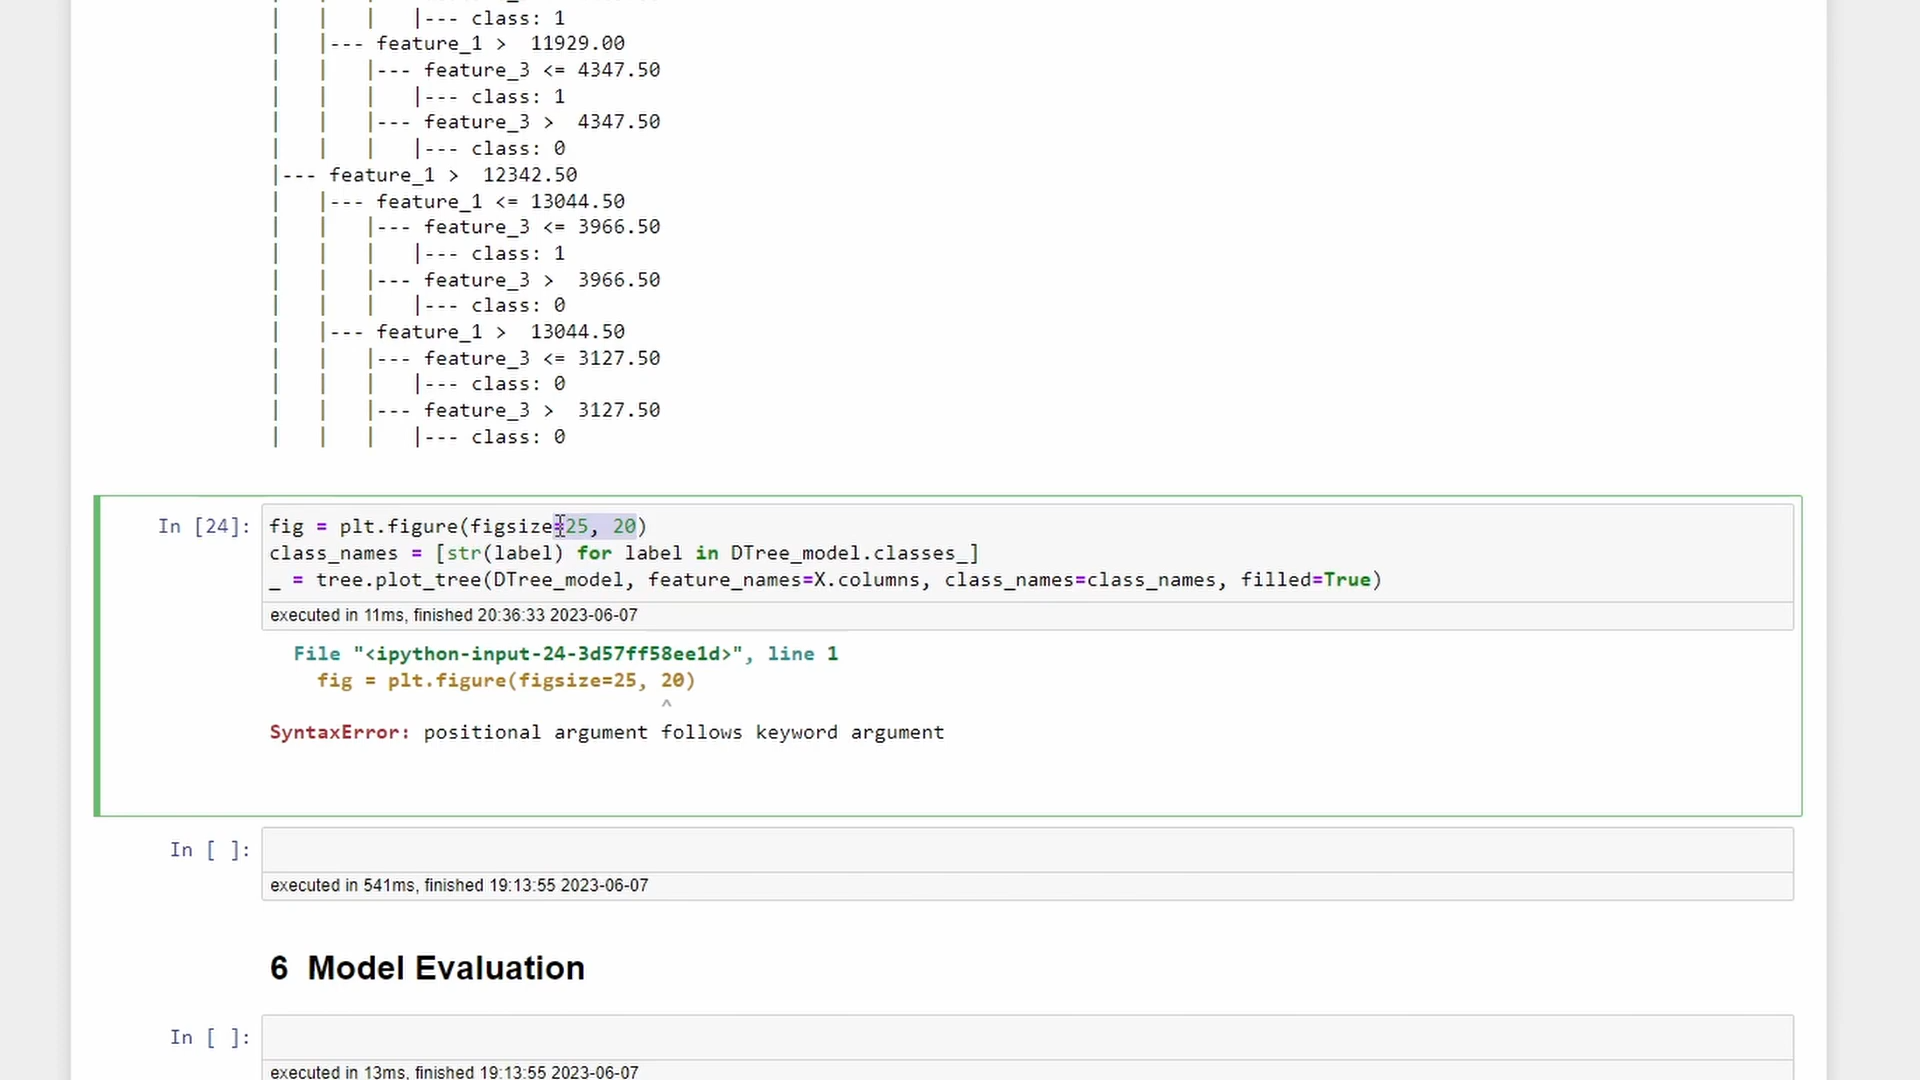 |   |   |   |--- class: 1
|   |--- feature_1 >  11929.00
|   |   |--- feature_3 <= 4347.50
|   |   |   |--- class: 1
|   |   |--- feature_3 >  4347.50
|   |   |   |--- class: 0
|--- feature_1 >  12342.50
|   |--- feature_1 <= 13044.50
|   |   |--- feature_3 <= 3966.50
|   |   |   |--- class: 1
|   |   |--- feature_3 >  3966.50
|   |   |   |--- class: 0
|   |--- feature_1 >  13044.50
|   |   |--- feature_3 <= 3127.50
|   |   |   |--- class: 0
|   |   |--- feature_3 >  3127.50
|   |   |   |--- class: 0
In [24]: fig = plt.figure(figsize=25, 20)
class_names = [str(label) for label in DTree_model.classes_]
_ = tree.plot_tree(DTree_model, feature_names=X.columns, class_names=class_names, filled=True)
executed in 11ms, finished 20:36:33 2023-06-07
File "<ipython-input-24-3d57ff58ee1d>", line 1
fig = plt.figure(figsize=25, 20)
^
SyntaxError: positional argument follows keyword argument
In [ ]:
executed in 541ms, finished 19:13:55 2023-06-07
6 Model Evaluation
In [ ]:
executed in 13ms, finished 19:13:55 2023-06-07